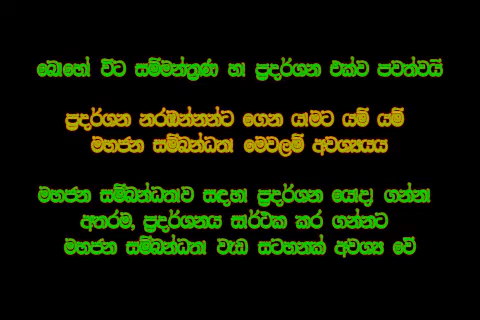 බොහෝ විට සම්මන්ත්‍රණ හා ප්‍රදර්ශන එක්ව පවත්වයි
ප්‍රදර්ශන නරඹන්නන්ට ගෙන යාමට යම් යම්
මහජන සම්බන්ධතා මෙවලම් අවශ්‍යයය
මහජන සම්බන්ධතාව සඳහා ප්‍රදර්ශන යොදා ගන්නා
අතරම, ප්‍රදර්ශනය සාර්ථක කර ගන්නට
මහජන සම්බන්ධතා වැඩ සටහනක් අවශ්‍ය වේ